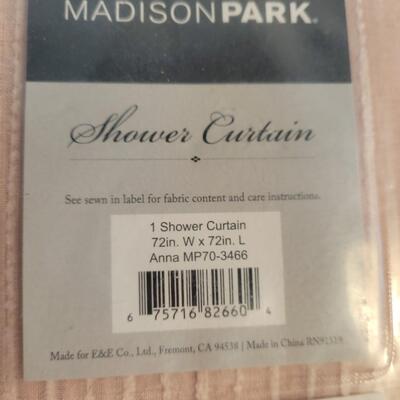 MADISONPARK®
Shower Curtain
See sewn in label for fabric content and care instructions.
1 Shower Curtain
72in. W x 72in. L
Anna MP70-3466
6 75716 82660 4
Made for E&E Co., Ltd., Fremont, CA 94538 | Made in China RN91319